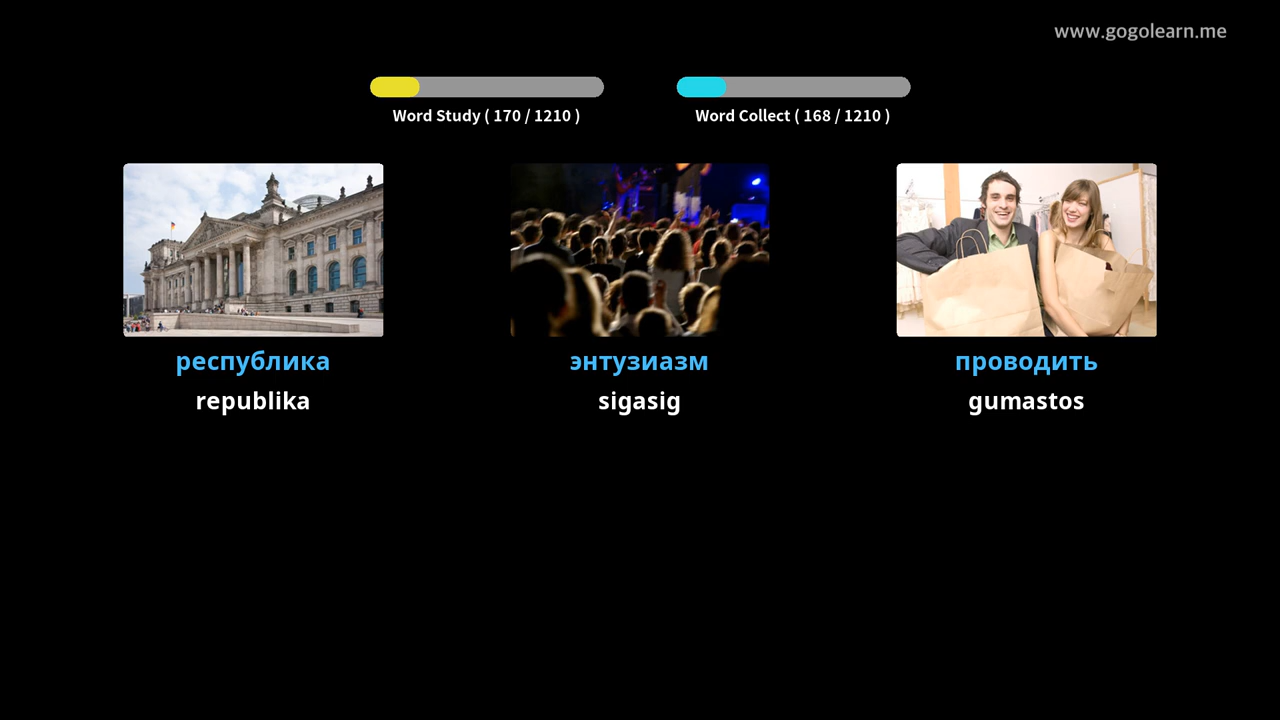 www.gogolearn.me
Word Study ( 170 / 1210 )
Word Collect ( 168 / 1210 )
республика
энтузиазм
проводить
republika
sigasig
gumastos